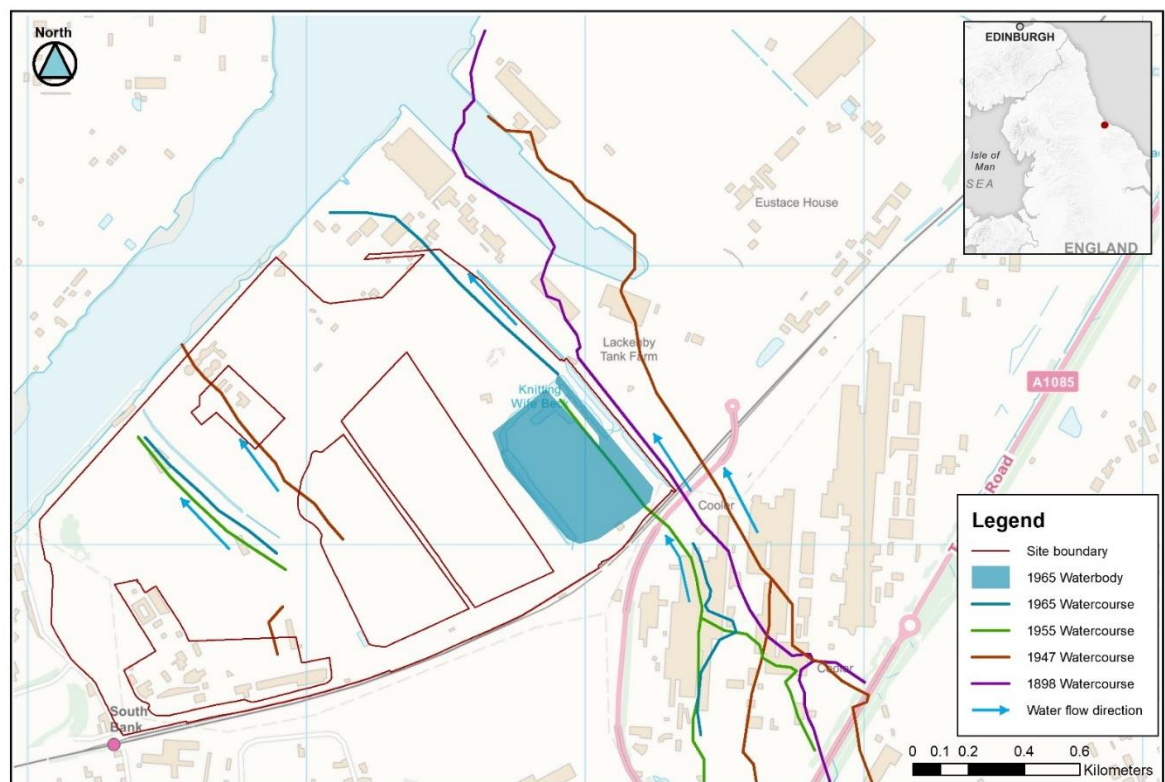 North
EDINBURGH
Isle of
Man
SEA
ENGLAND
Eustace House
Lackenby
Tank Farm
A1085
Knitting
Wife Beck
Road
Cooler
Cooler
South
Bank
Legend
Site boundary
1965 Waterbody
1965 Watercourse
1955 Watercourse
1947 Watercourse
1898 Watercourse
Water flow direction
0 0.1 0.2 0.4 0.6
Kilometers